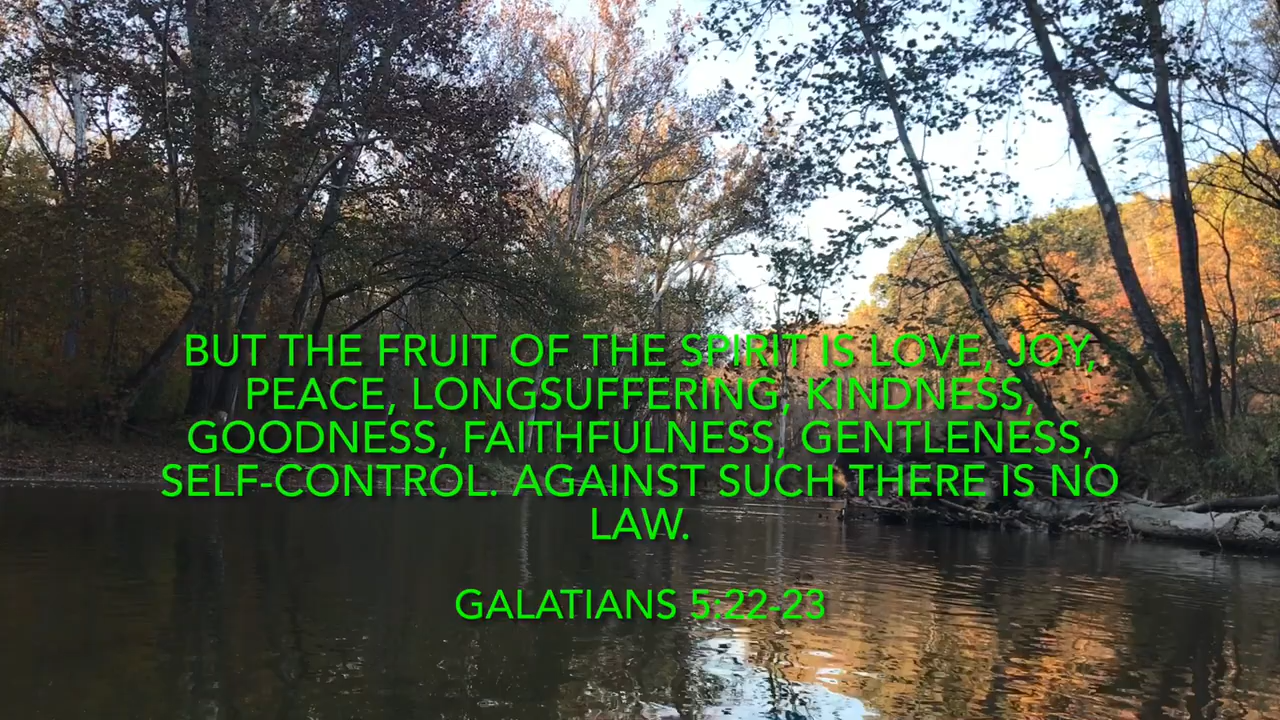 BUT THE FRUIT OF THE SPIRIT IS LOVE, JOY,
PEACE, LONGSUFFERING, KINDNESS,
GOODNESS, FAITHFULNESS, GENTLENESS,
SELF-CONTROL. AGAINST SUCH THERE IS NO
LAW.
GALATIANS 5:22-23